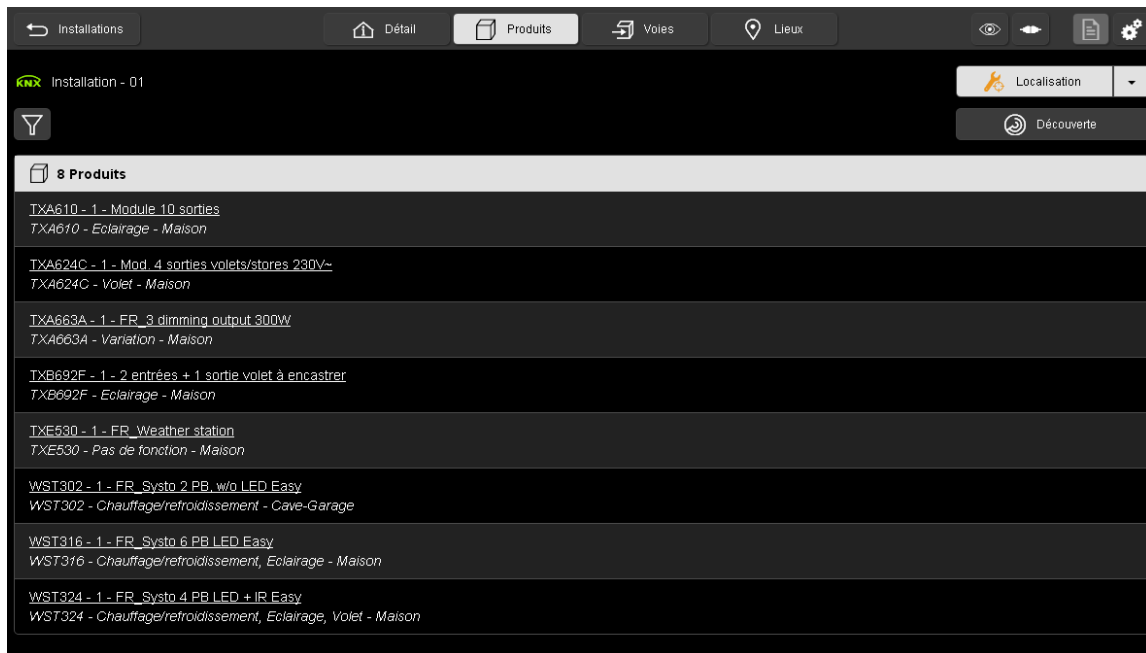 Installations
Détail
Produits
Voies
Lieux
KNX Installation - 01
Localisation
Découverte
8 Produits
TXA610 - 1 - Module 10 sorties
TXA610 - Eclairage - Maison
TXA624C - 1 - Mod. 4 sorties volets/stores 230V~
TXA624C - Volet - Maison
TXA663A - 1 - FR_3 dimming output 300W
TXA663A - Variation - Maison
TXB692F - 1 - 2 entrées + 1 sortie volet à encastrer
TXB692F - Eclairage - Maison
TXE530 - 1 - FR_Weather station
TXE530 - Pas de fonction - Maison
WST302 - 1 - FR_Systo 2 PB, w/o LED Easy
WST302 - Chauffage/refroidissement - Cave-Garage
WST316 - 1 - FR_Systo 6 PB LED Easy
WST316 - Chauffage/refroidissement, Eclairage - Maison
WST324 - 1 - FR_Systo 4 PB LED + IR Easy
WST324 - Chauffage/refroidissement, Eclairage, Volet - Maison